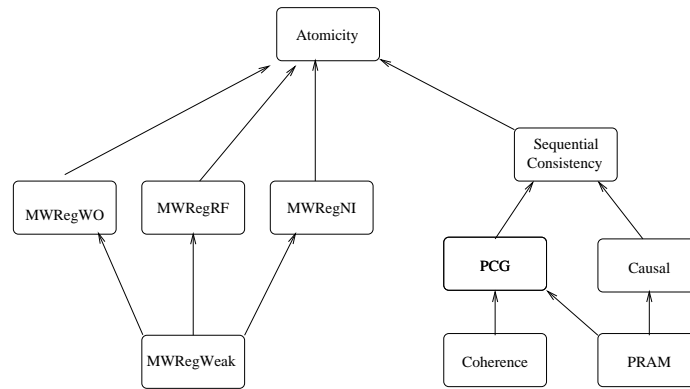 Atomicity
Sequential
Consistency
MWRegWO
MWRegRF
MWRegNI
PCG
Causal
MWRegWeak
Coherence
PRAM